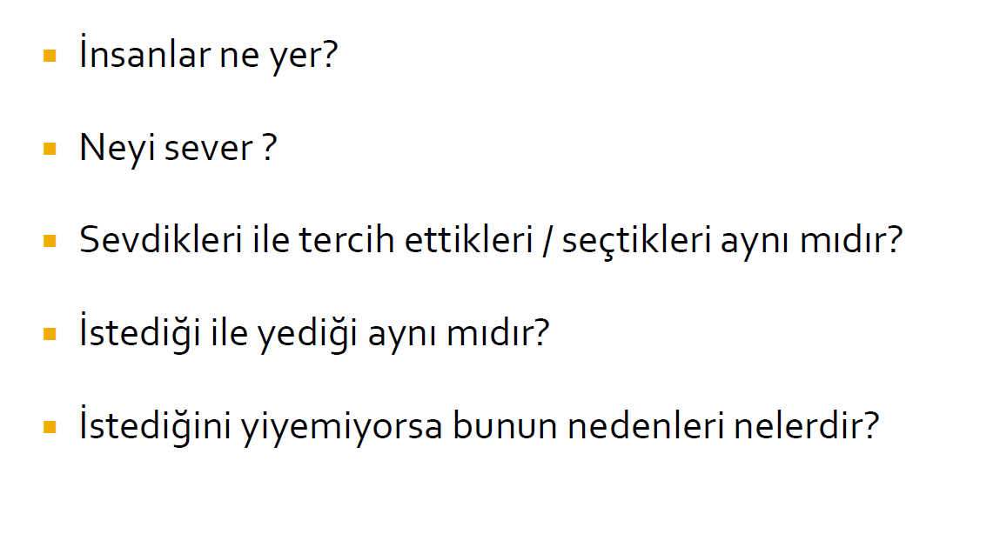 İnsanlar ne yer?
Neyi sever ?
Sevdikleri ile tercih ettikleri / seçtikleri aynı mıdır?
İstediği ile yediği aynı mıdır?
İstediğini yiyemiyorsa bunun nedenleri nelerdir?